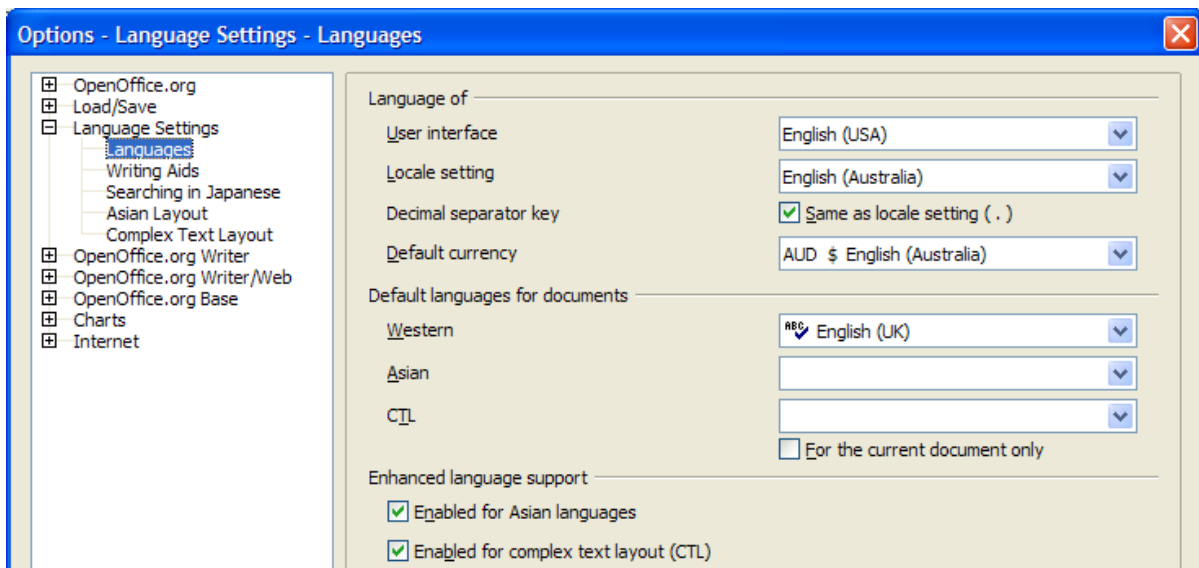 Options - Language Settings - Languages
OpenOffice.org
Load/Save
Language Settings
Languages
Writing Aids
Searching in Japanese
Asian Layout
Complex Text Layout
OpenOffice.org Writer
OpenOffice.org Writer/Web
OpenOffice.org Base
Charts
Internet
Language of
User interface English (USA)
Locale setting English (Australia)
Decimal separator key Same as locale setting ( . )
Default currency AUD $ English (Australia)
Default languages for documents
Western ABC English (UK)
Asian
CTL
For the current document only
Enhanced language support
Enabled for Asian languages
Enabled for complex text layout (CTL)